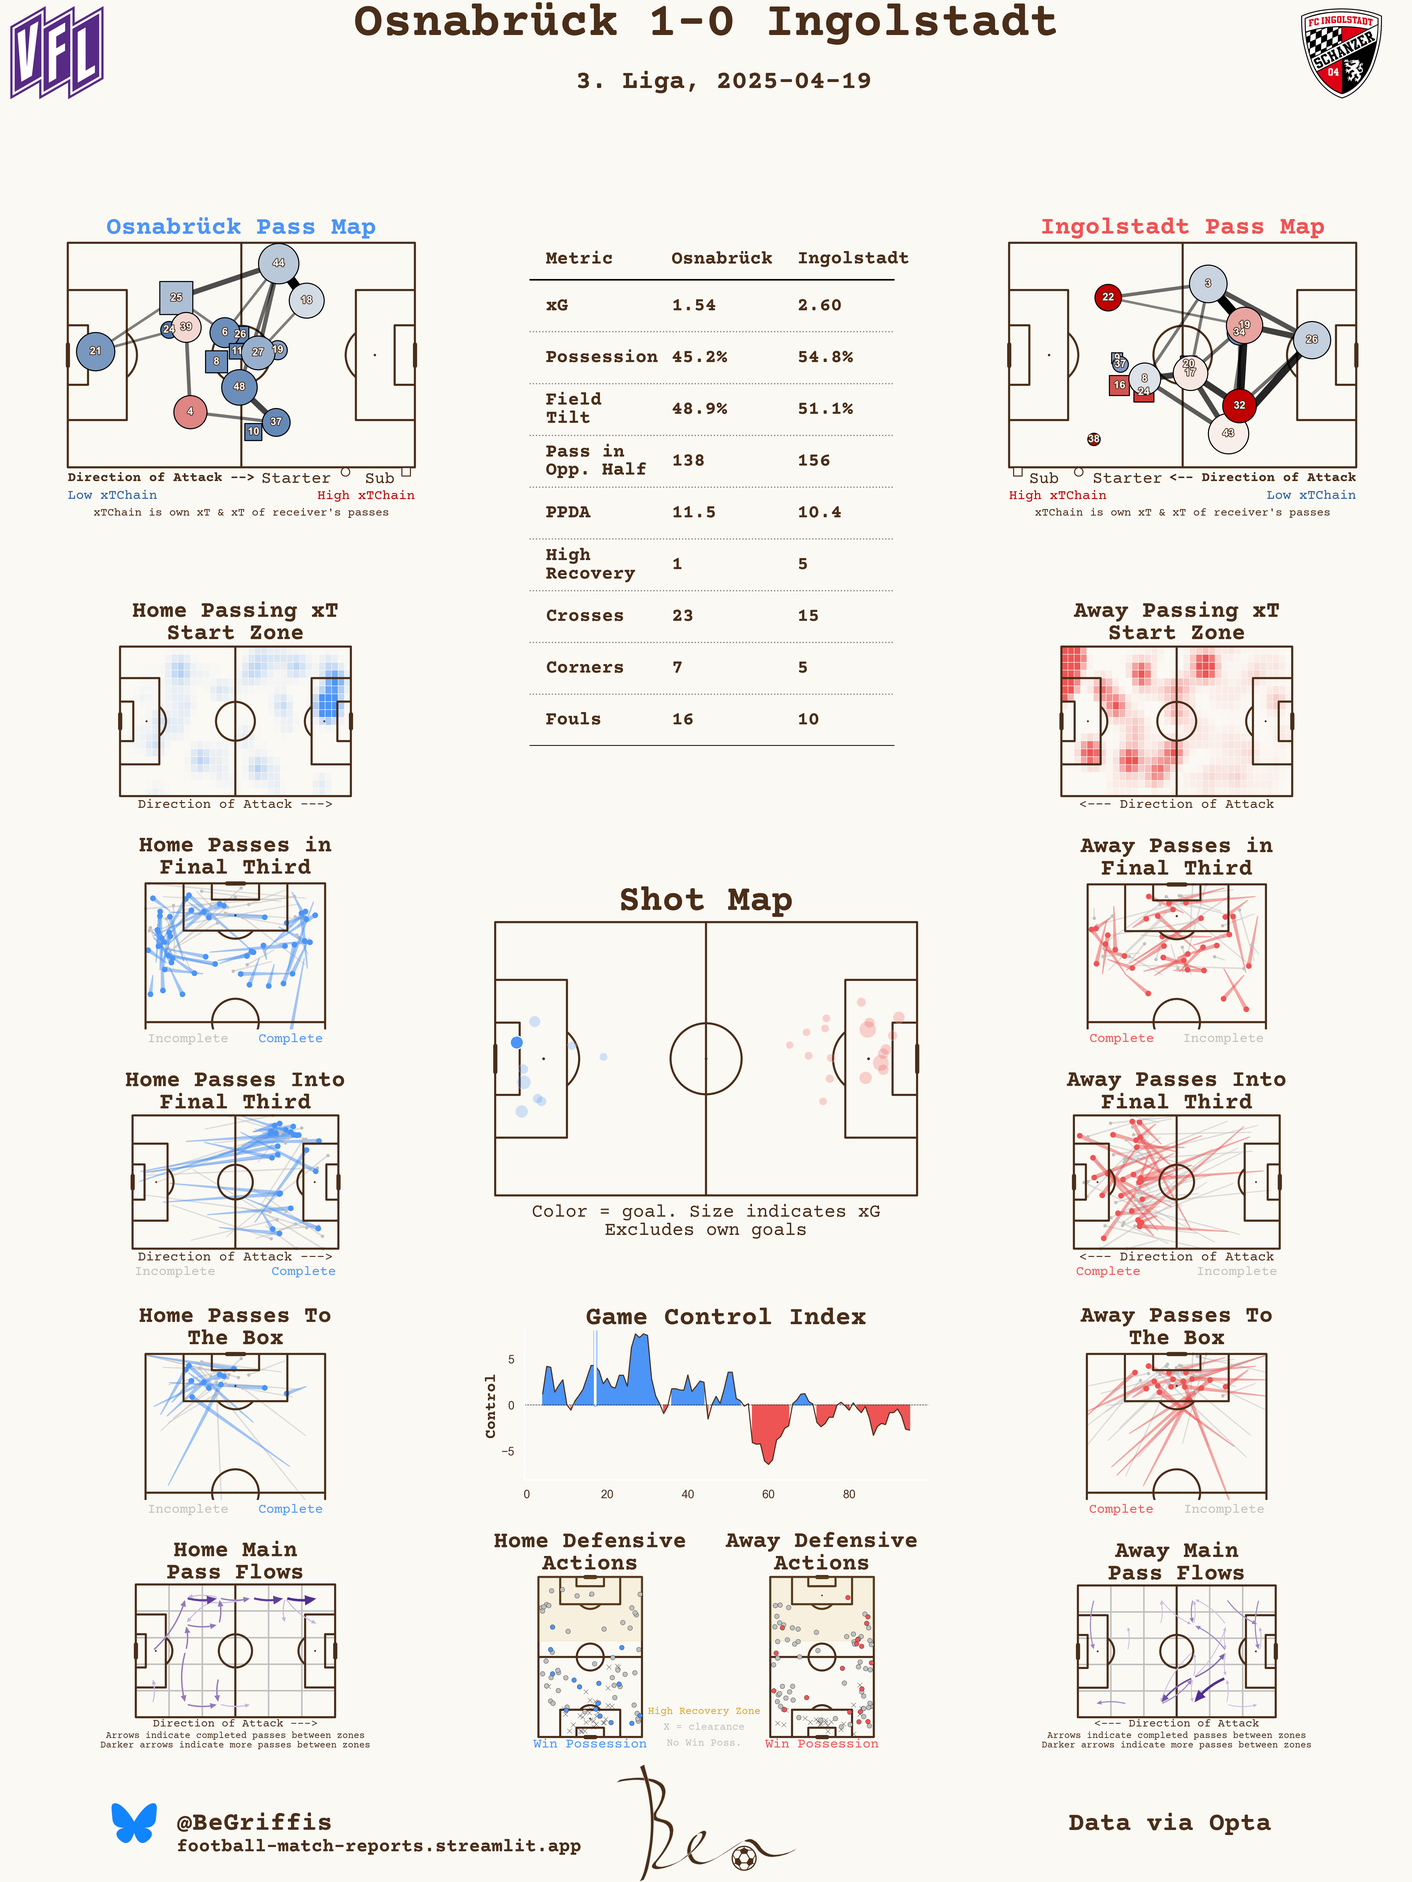 Osnabrück 1-0 Ingolstadt
3. Liga, 2025-04-19
VFL
FC INGOLSTADT
SCHANZER
04
Osnabrück Pass Map
44
25
18
24
39
6
26
11
27
19
21
8
48
4
37
10
Direction of Attack --> Starter Sub
Low xTChain High xTChain
xTChain is own xT & xT of receiver's passes
Metric Osnabrück Ingolstadt
xG 1.54 2.60
Possession 45.2% 54.8%
Field
Tilt 48.9% 51.1%
Pass in
Opp. Half 138 156
PPDA 11.5 10.4
High
Recovery 1 5
Crosses 23 15
Corners 7 5
Fouls 16 10
Ingolstadt Pass Map
3
22
19
34
26
9
37
20
17
8
16
24
32
43
38
Sub Starter <-- Direction of Attack
High xTChain Low xTChain
xTChain is own xT & xT of receiver's passes
Home Passing xT
Start Zone
Direction of Attack --->
Away Passing xT
Start Zone
<--- Direction of Attack
Home Passes in
Final Third
Incomplete Complete
Away Passes in
Final Third
Complete Incomplete
Shot Map
Color = goal. Size indicates xG
Excludes own goals
Home Passes Into
Final Third
Direction of Attack --->
Incomplete Complete
Away Passes Into
Final Third
<--- Direction of Attack
Complete Incomplete
Home Passes To
The Box
Incomplete Complete
Game Control Index
Control
5
0
−5
0 20 40 60 80
Away Passes To
The Box
Complete Incomplete
Home Main
Pass Flows
Direction of Attack --->
Arrows indicate completed passes between zones
Darker arrows indicate more passes between zones
Home Defensive
Actions
Win Possession
Away Defensive
Actions
Win Possession
High Recovery Zone
X = clearance
No Win Poss.
Away Main
Pass Flows
<--- Direction of Attack
Arrows indicate completed passes between zones
Darker arrows indicate more passes between zones
@BeGriffis
football-match-reports.streamlit.app
Ben
Data via Opta